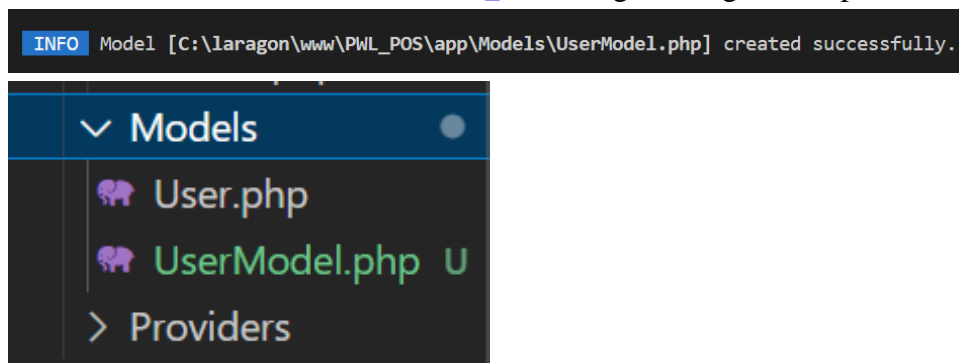 INFO Model [C:\laragon\www\PWL_POS\app\Models\UserModel.php] created successfully.
Models
User.php
UserModel.php U
Providers